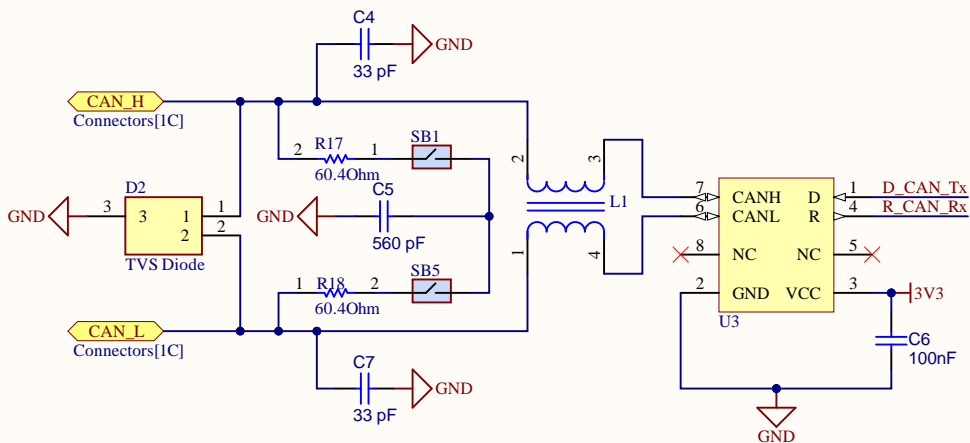 C4
GND
33 pF
CAN_H
Connectors[1C]
2
R17
1
SB1
60.4Ohm
2
3
D2
GND
3
3
1
1
2
2
TVS Diode
GND
C5
560 pF
L1
7
CANH
D
1
D_CAN_Tx
6
CANL
R
4
R_CAN_Rx
8
NC
NC
5
1
R18
2
SB5
60.4Ohm
1
4
2
GND
VCC
3
3V3
U3
CAN_L
Connectors[1C]
C6
100nF
C7
GND
33 pF
GND